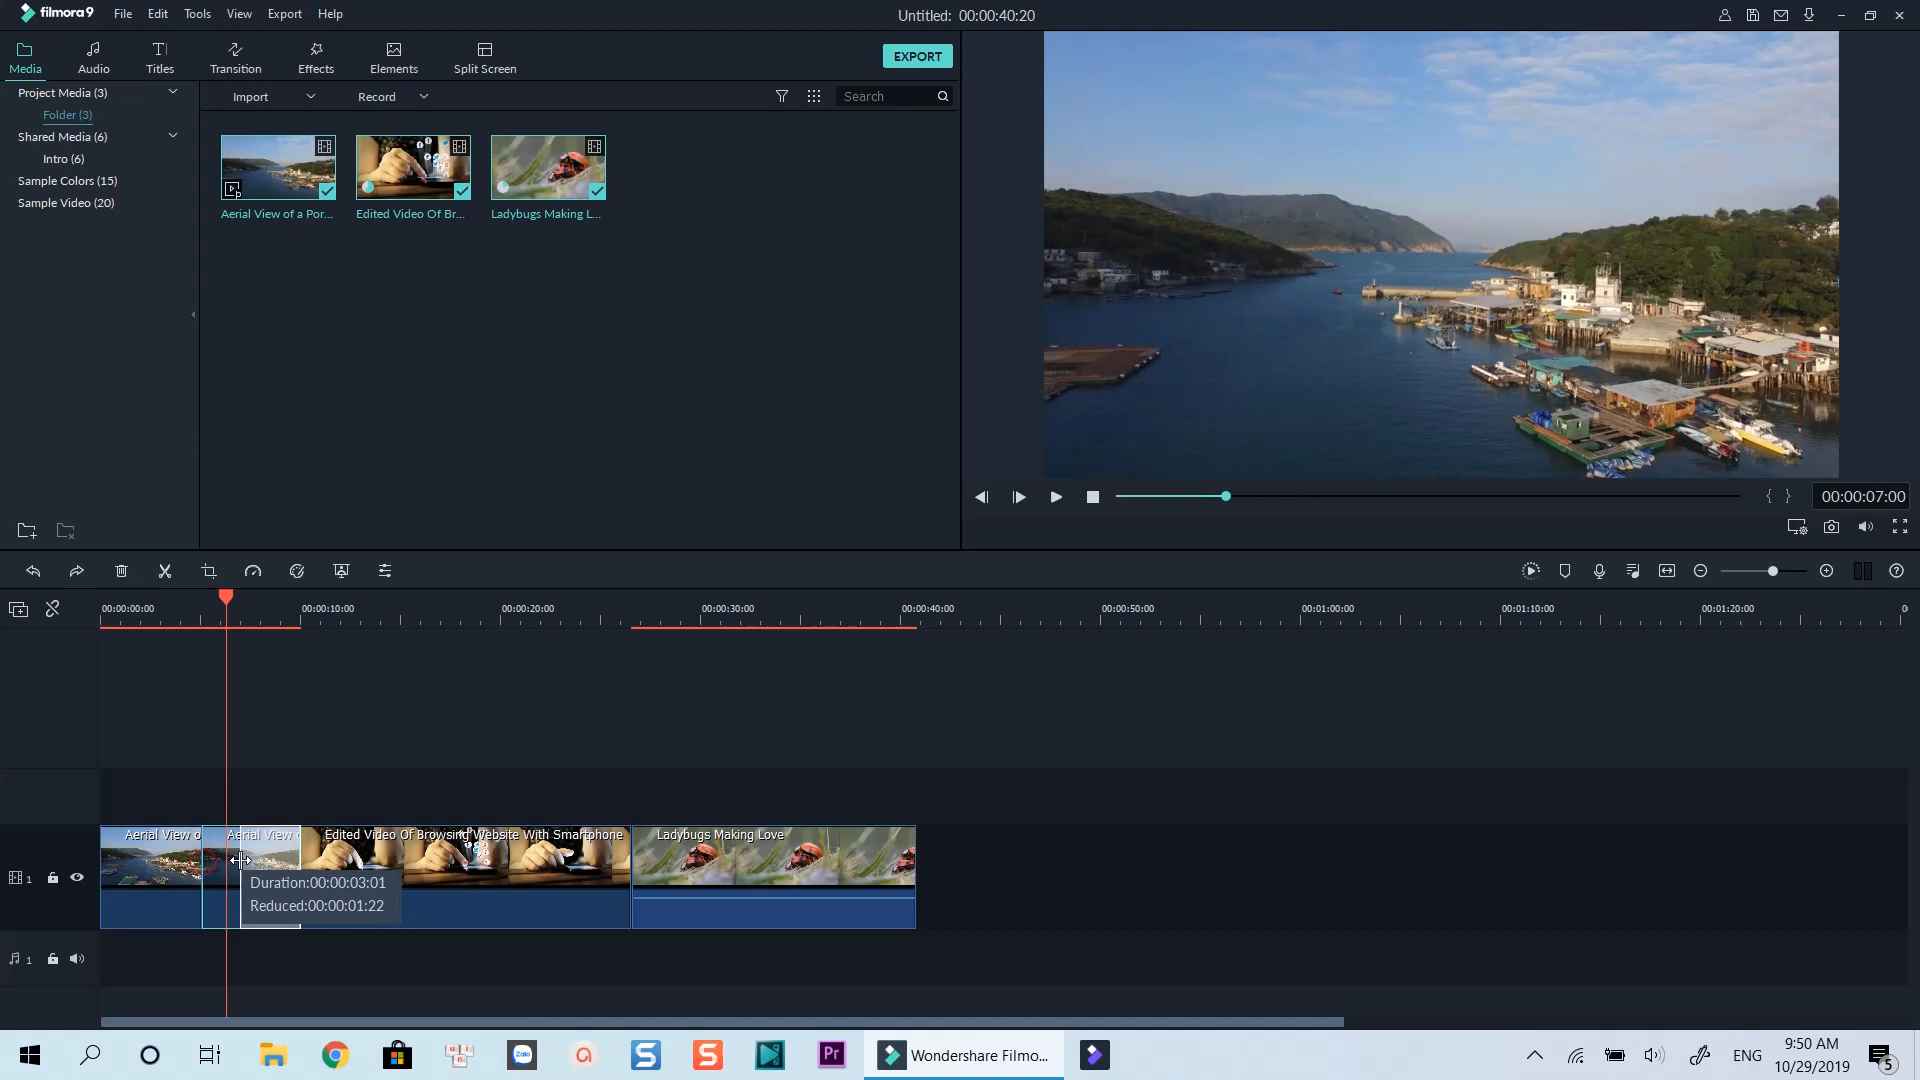 filmora9 File Edit Tools View Export Help Untitled: 00:00:40:20
Media Audio Titles Transition Effects Elements Split Screen EXPORT
Project Media (3) Import Record Search
Folder (3)
Shared Media (6)
Intro (6)
Sample Colors (15)
Sample Video (20)
Aerial View of a Por... Edited Video Of Br... Ladybugs Making L...
{ } 00:00:07:00
00:00:00:00 00:00:10:00 00:00:20:00 00:00:30:00 00:00:40:00 00:00:50:00 00:01:00:00 00:01:10:00 00:01:20:00
Aerial View o Aerial View Edited Video Of Browsing Website With Smartphone Ladybugs Making Love
1
Duration:00:00:03:01
Reduced:00:00:01:22
1
Zalo S S Pr Wondershare Filmo... ENG 9:50 AM
10/29/2019 5